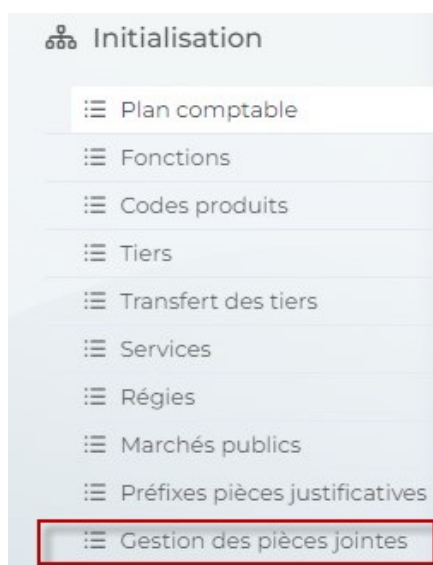 Initialisation
Plan comptable
Fonctions
Codes produits
Tiers
Transfert des tiers
Services
Régies
Marchés publics
Préfixes pièces justificatives
Gestion des pièces jointes